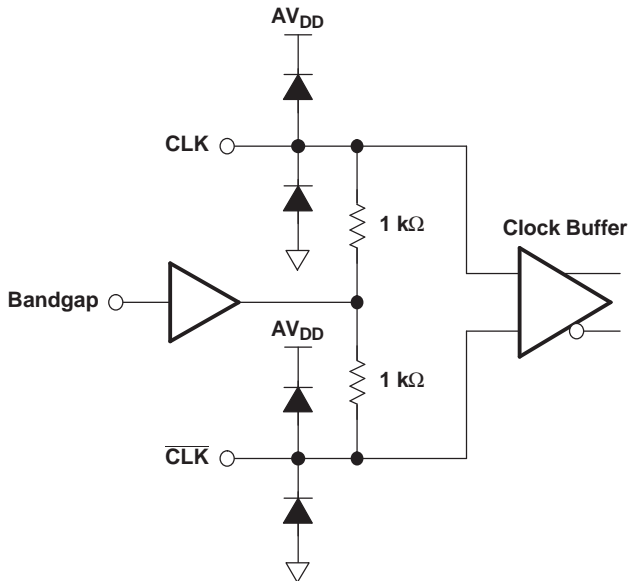 AVDD
CLK
1 kΩ
Clock Buffer
Bandgap
AVDD
1 kΩ
CLK